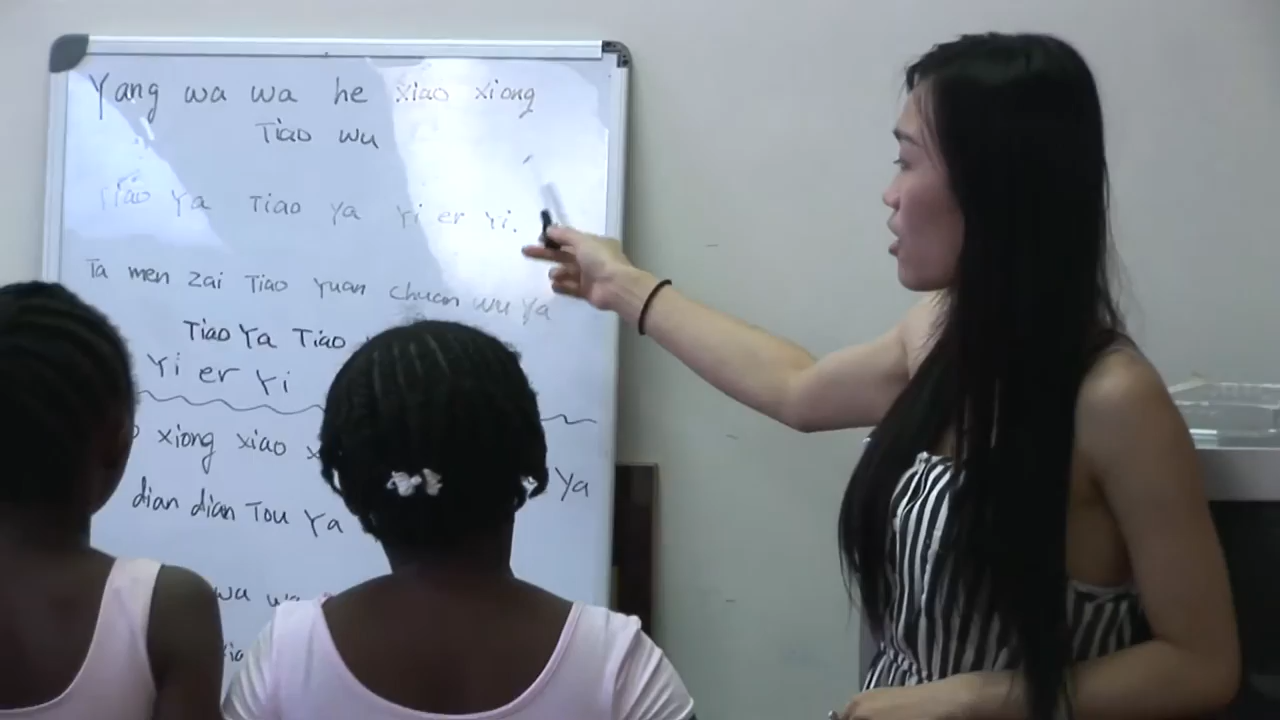 Yang wa wa he xiao xiong
Tiao wu
Tiao Ya Tiao ya Yi er Yi.
Ta men zai Tiao Yuan chuan wu Ya
Tiao Ya Tiao
Yi er Yi
xiong xiao
Ya
dian dian Tou Ya
wa wa